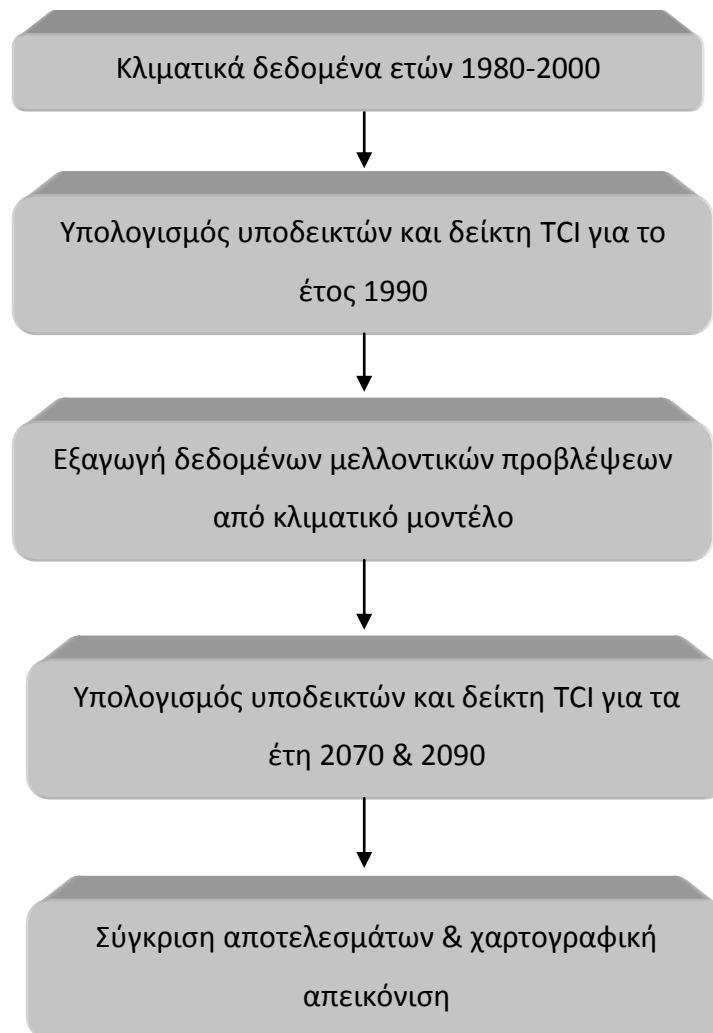 Κλιματικά δεδομένα ετών 1980-2000
Υπολογισμός υποδεικτών και δείκτη TCI για το
έτος 1990
Εξαγωγή δεδομένων μελλοντικών προβλέψεων
από κλιματικό μοντέλο
Υπολογισμός υποδεικτών και δείκτη TCI για τα
έτη 2070 & 2090
Σύγκριση αποτελεσμάτων & χαρτογραφική
απεικόνιση